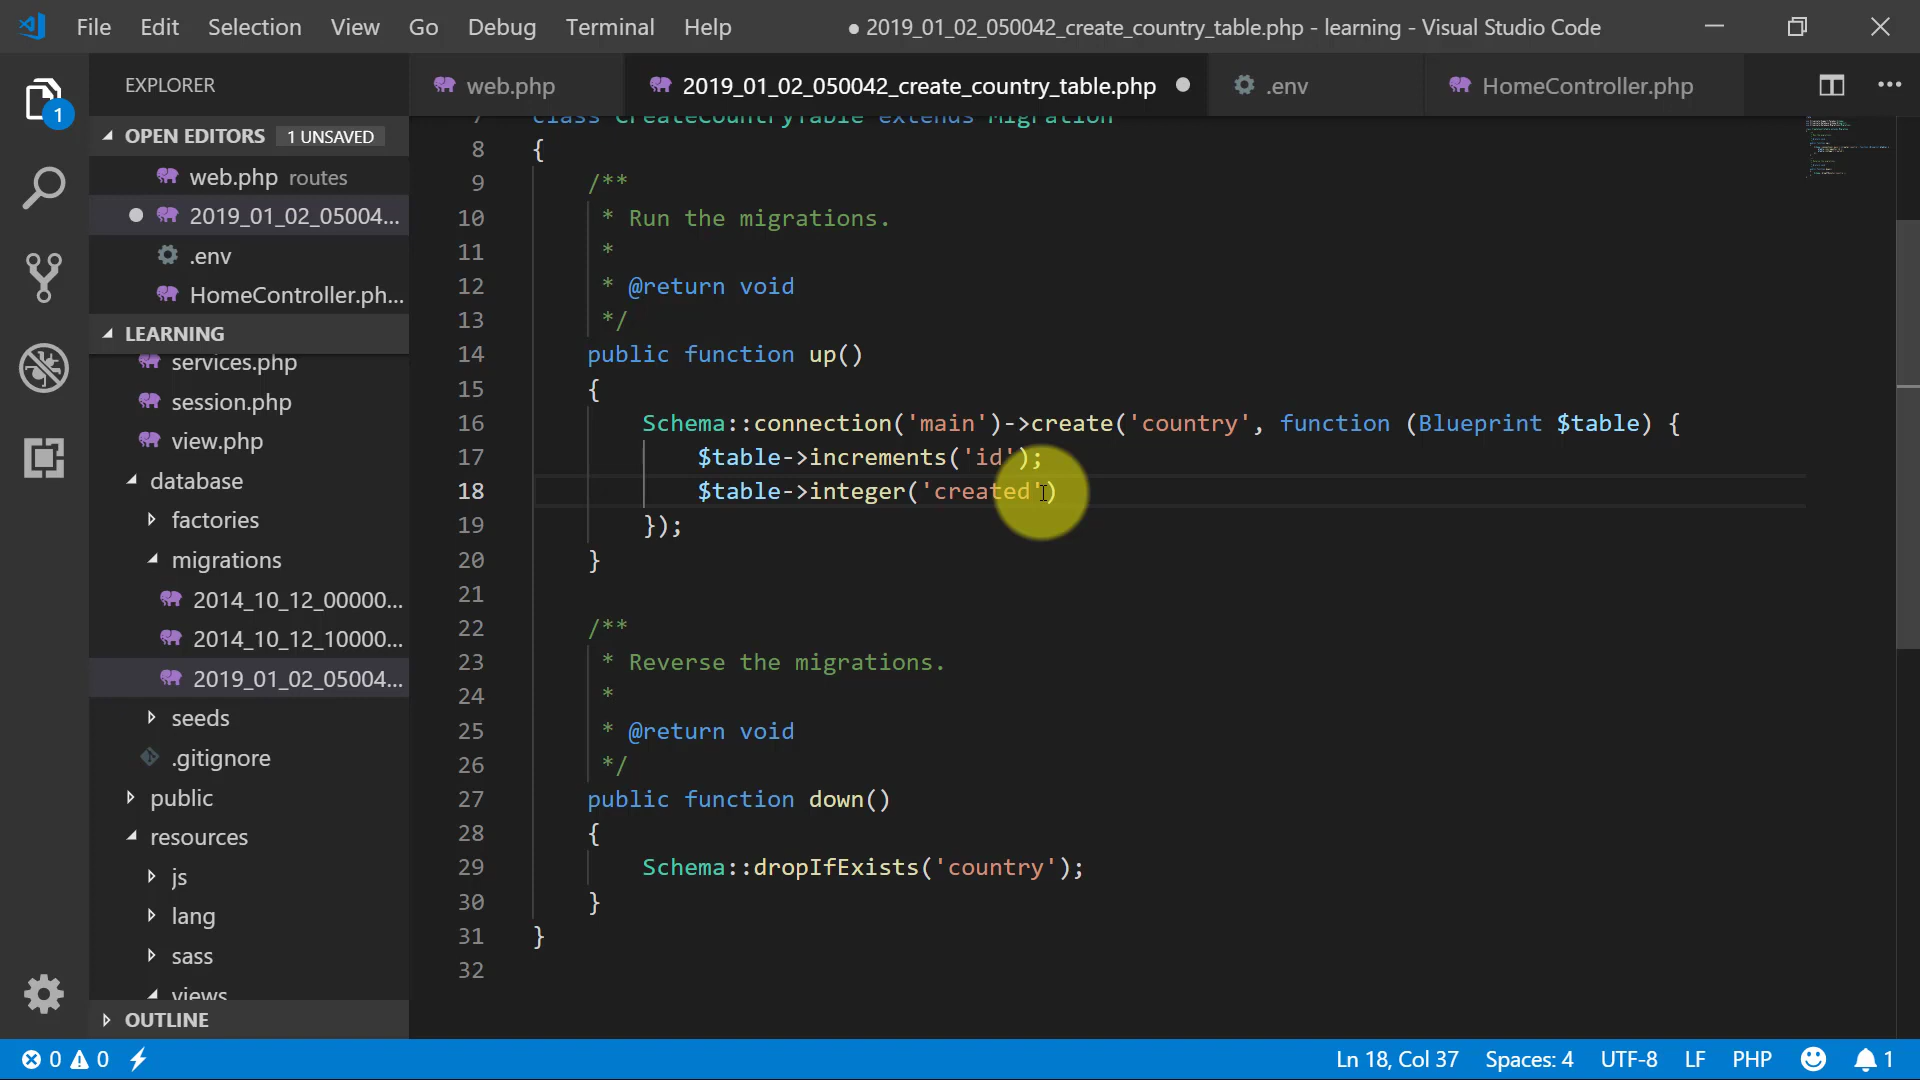 File Edit Selection View Go Debug Terminal Help
● 2019_01_02_050042_create_country_table.php - learning - Visual Studio Code
EXPLORER
1
OPEN EDITORS 1 UNSAVED
web.php routes
2019_01_02_05004...
.env
HomeController.ph...
LEARNING
services.php
session.php
view.php
database
factories
migrations
2014_10_12_00000...
2014_10_12_10000...
2019_01_02_05004...
seeds
.gitignore
public
resources
js
lang
sass
views
OUTLINE
web.php 2019_01_02_050042_create_country_table.php .env HomeController.php
7 class CreateCountryTable extends Migration
8 {
9 /**
10 * Run the migrations.
11 *
12 * @return void
13 */
14 public function up()
15 {
16 Schema::connection('main')->create('country', function (Blueprint $table) {
17 $table->increments('id');
18 $table->integer('created')
19 });
20 }
21
22 /**
23 * Reverse the migrations.
24 *
25 * @return void
26 */
27 public function down()
28 {
29 Schema::dropIfExists('country');
30 }
31 }
32
0 0 Ln 18, Col 37 Spaces: 4 UTF-8 LF PHP 1